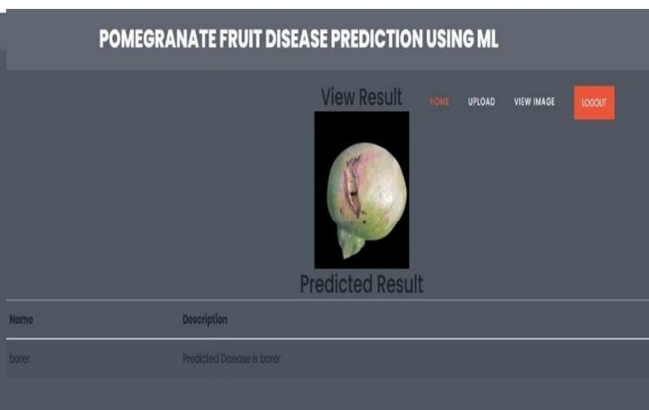 POMEGRANATE FRUIT DISEASE PREDICTION USING ML
View Result HOME UPLOAD VIEW IMAGE LOGOUT
Predicted Result
Name Description
borer Predicted Disease is borer